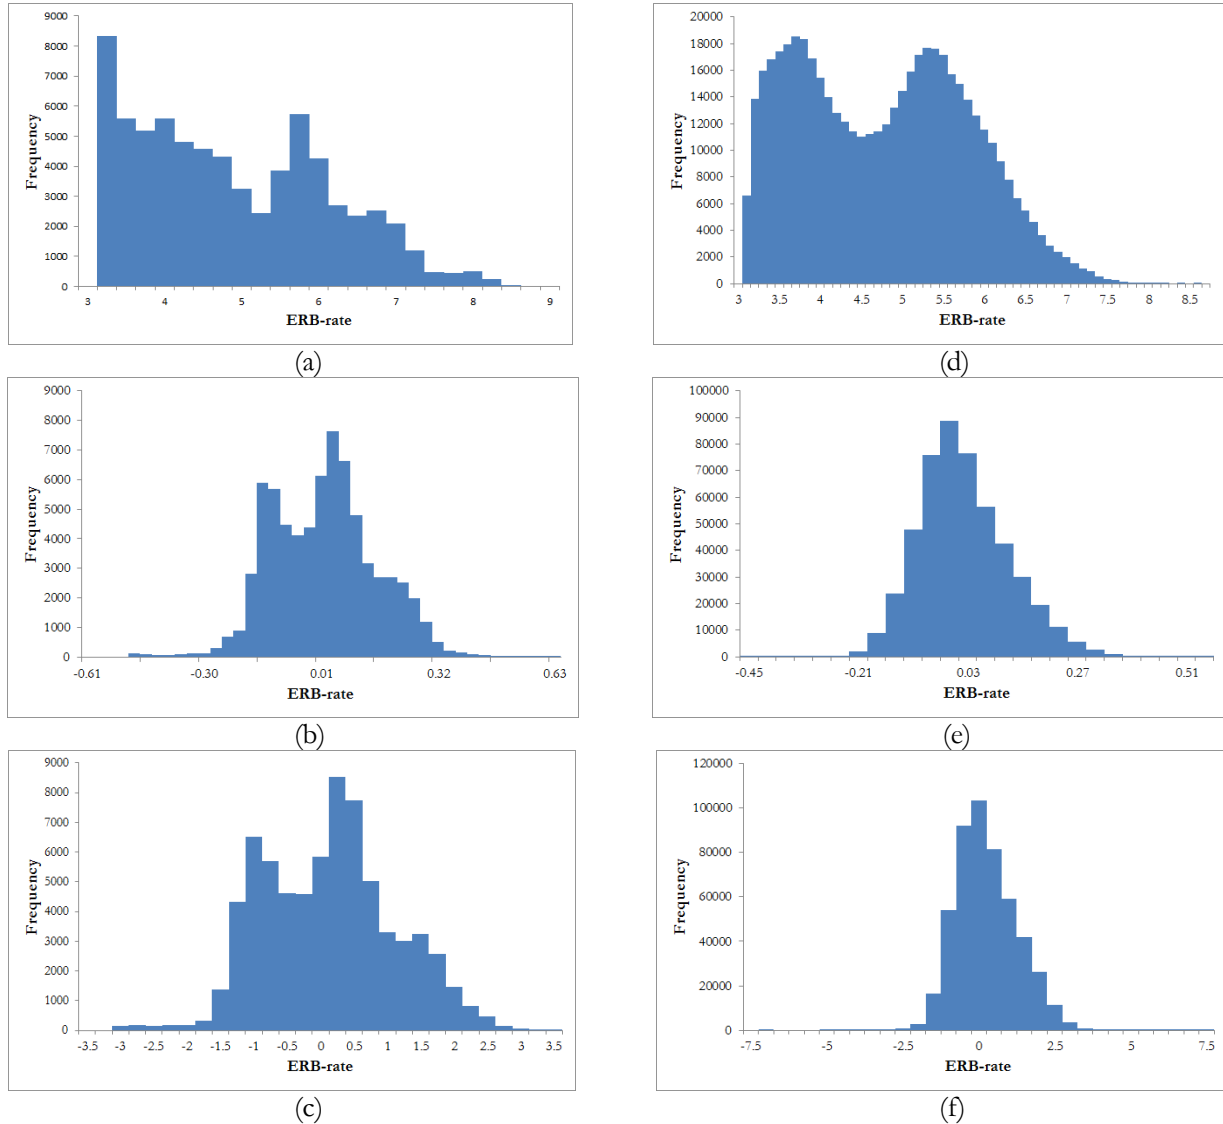 9000
8000
7000
6000
5000
4000
3000
2000
1000
0
Frequency
3 4 5 6 7 8 9
ERB-rate
(a)
20000
18000
16000
14000
12000
10000
8000
6000
4000
2000
0
Frequency
3 3.5 4 4.5 5 5.5 6 6.5 7 7.5 8 8.5
ERB-rate
(d)
9000
8000
7000
6000
5000
4000
3000
2000
1000
0
Frequency
-0.61 -0.30 0.01 0.32 0.63
ERB-rate
(b)
100000
90000
80000
70000
60000
50000
40000
30000
20000
10000
0
Frequency
-0.45 -0.21 0.03 0.27 0.51
ERB-rate
(e)
9000
8000
7000
6000
5000
4000
3000
2000
1000
0
Frequency
-3.5 -3 -2.5 -2 -1.5 -1 -0.5 0 0.5 1 1.5 2 2.5 3 3.5
ERB-rate
(c)
120000
100000
80000
60000
40000
20000
0
Frequency
-7.5 -5 -2.5 0 2.5 5 7.5
ERB-rate
(f)